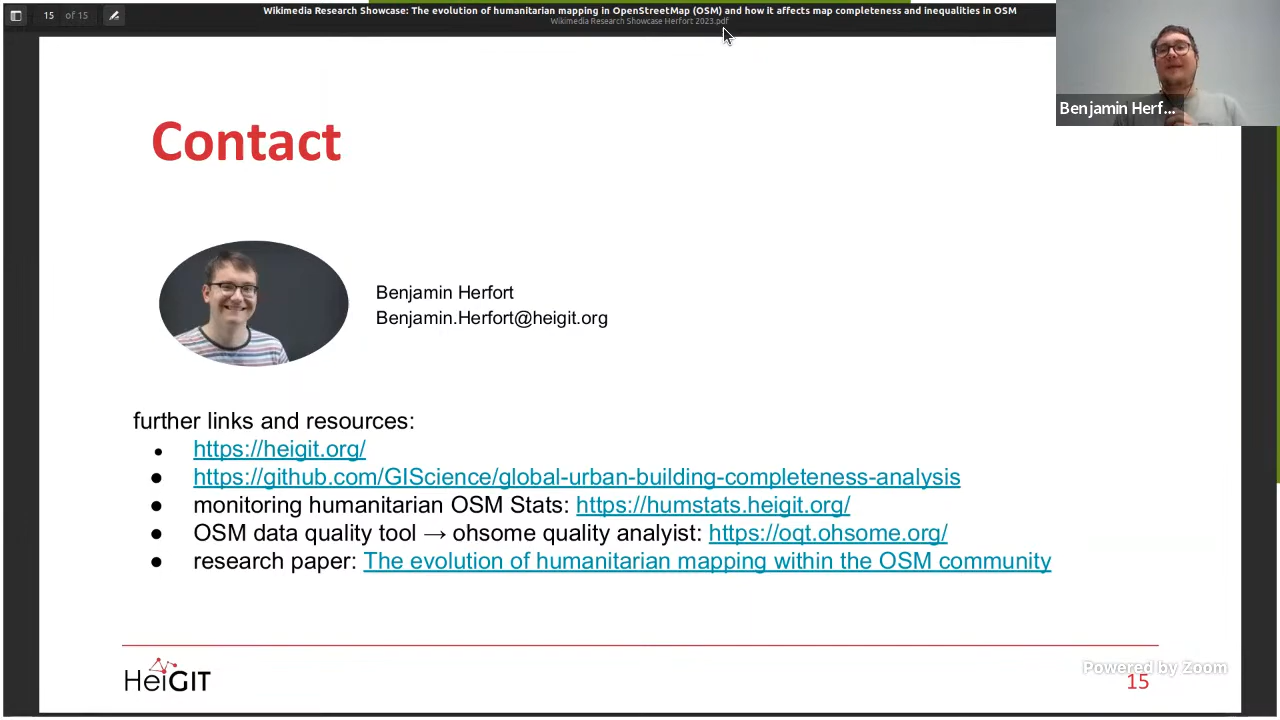 15 of 15
Wikimedia Research Showcase: The evolution of humanitarian mapping in OpenStreetMap (OSM) and how it affects map completeness and inequalities in OSM
Wikimedia Research Showcase Herfort 2023.pdf
Benjamin Herf...
Contact
Benjamin Herfort
Benjamin.Herfort@heigit.org
further links and resources:
● https://heigit.org/
● https://github.com/GIScience/global-urban-building-completeness-analysis
● monitoring humanitarian OSM Stats: https://humstats.heigit.org/
● OSM data quality tool → ohsome quality analyist: https://oqt.ohsome.org/
● research paper: The evolution of humanitarian mapping within the OSM community
HeiGIT
Powered by Zoom
15